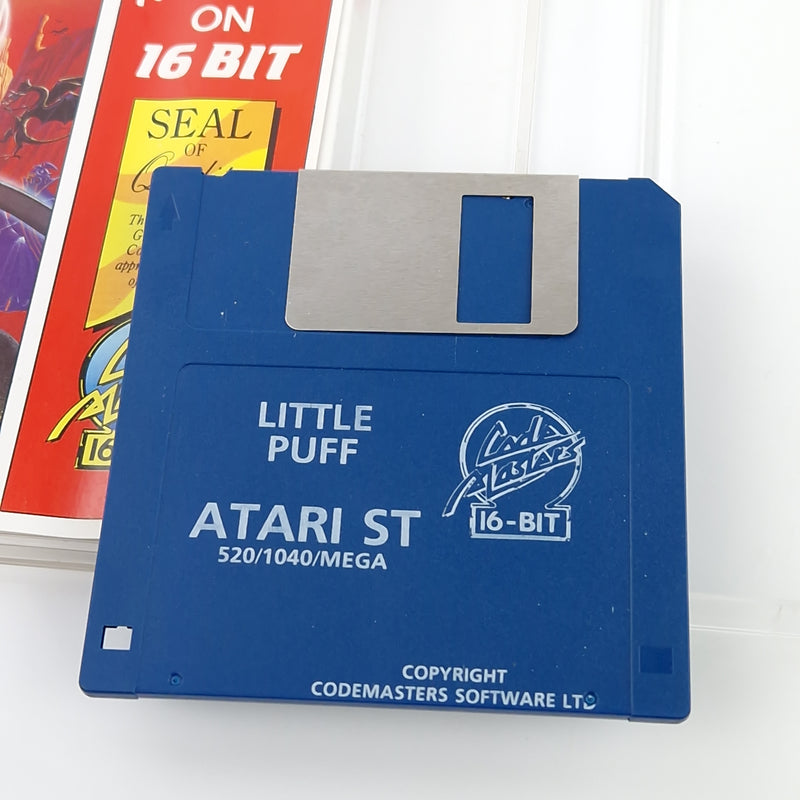 ON
16 BIT
SEAL
OF
LITTLE
PUFF
ATARI ST
520/1040/MEGA
Code
Masters
16-BIT
COPYRIGHT
CODEMASTERS SOFTWARE LTD